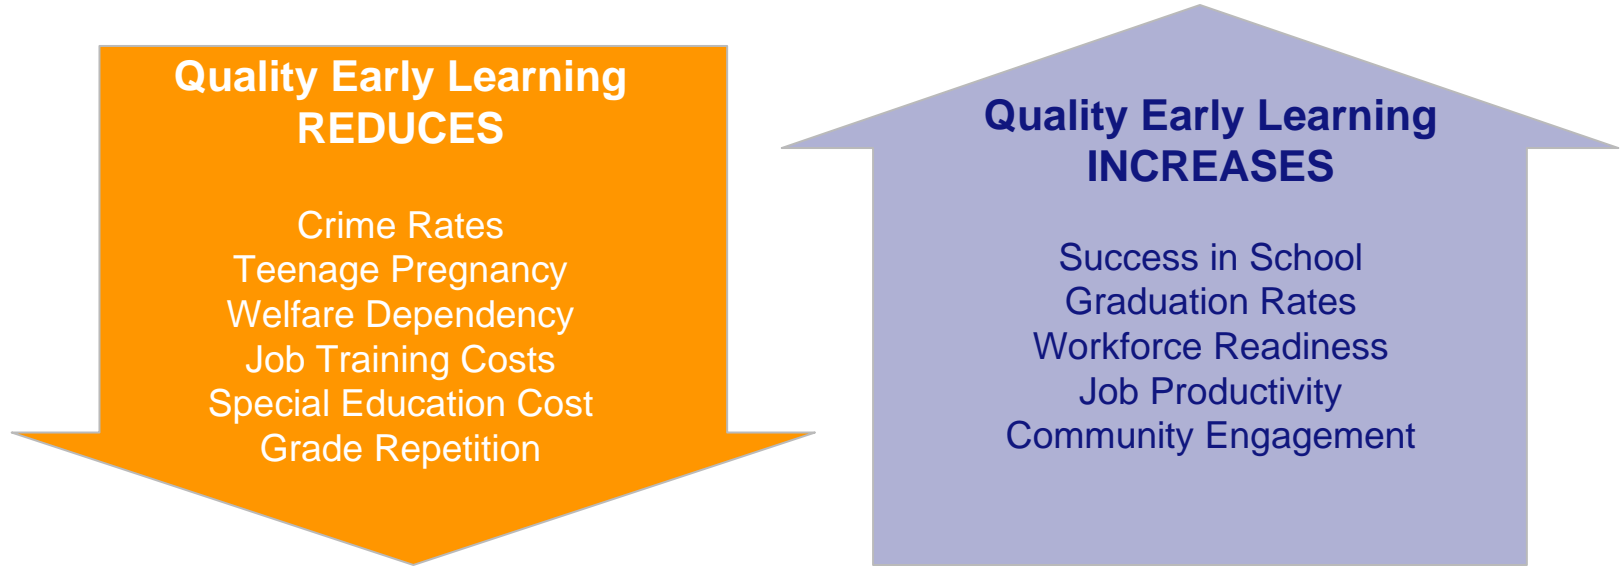 Quality Early Learning
REDUCES
Crime Rates
Teenage Pregnancy
Welfare Dependency
Job Training Costs
Special Education Cost
Grade Repetition
Quality Early Learning
INCREASES
Success in School
Graduation Rates
Workforce Readiness
Job Productivity
Community Engagement